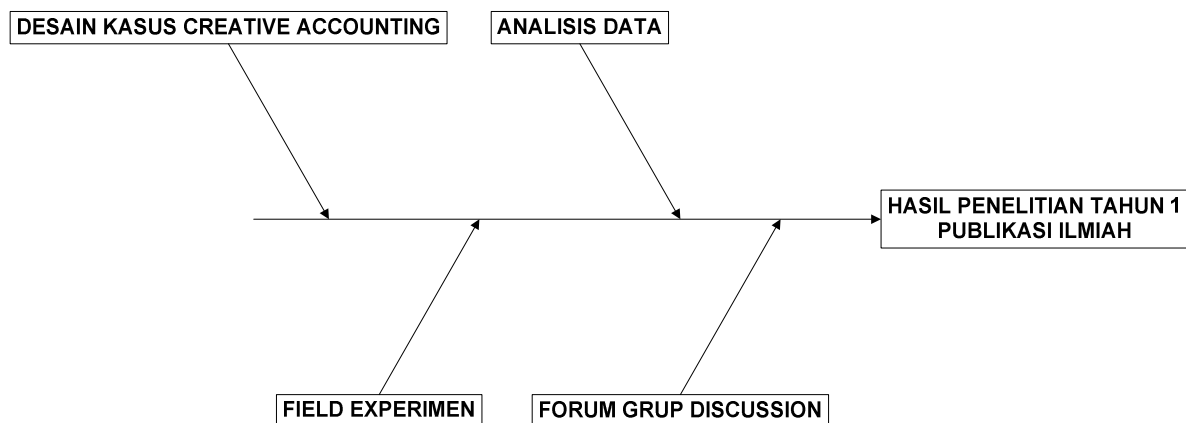 DESAIN KASUS CREATIVE ACCOUNTING
ANALISIS DATA
HASIL PENELITIAN TAHUN 1
PUBLIKASI ILMIAH
FIELD EXPERIMEN
FORUM GRUP DISCUSSION